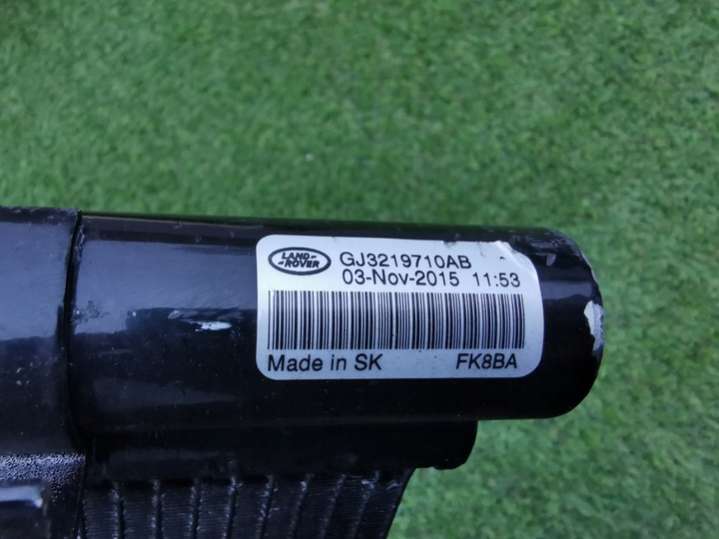 LAND-
-ROVER
GJ3219710AB
03-Nov-2015 11:53
Made in SK FK8BA